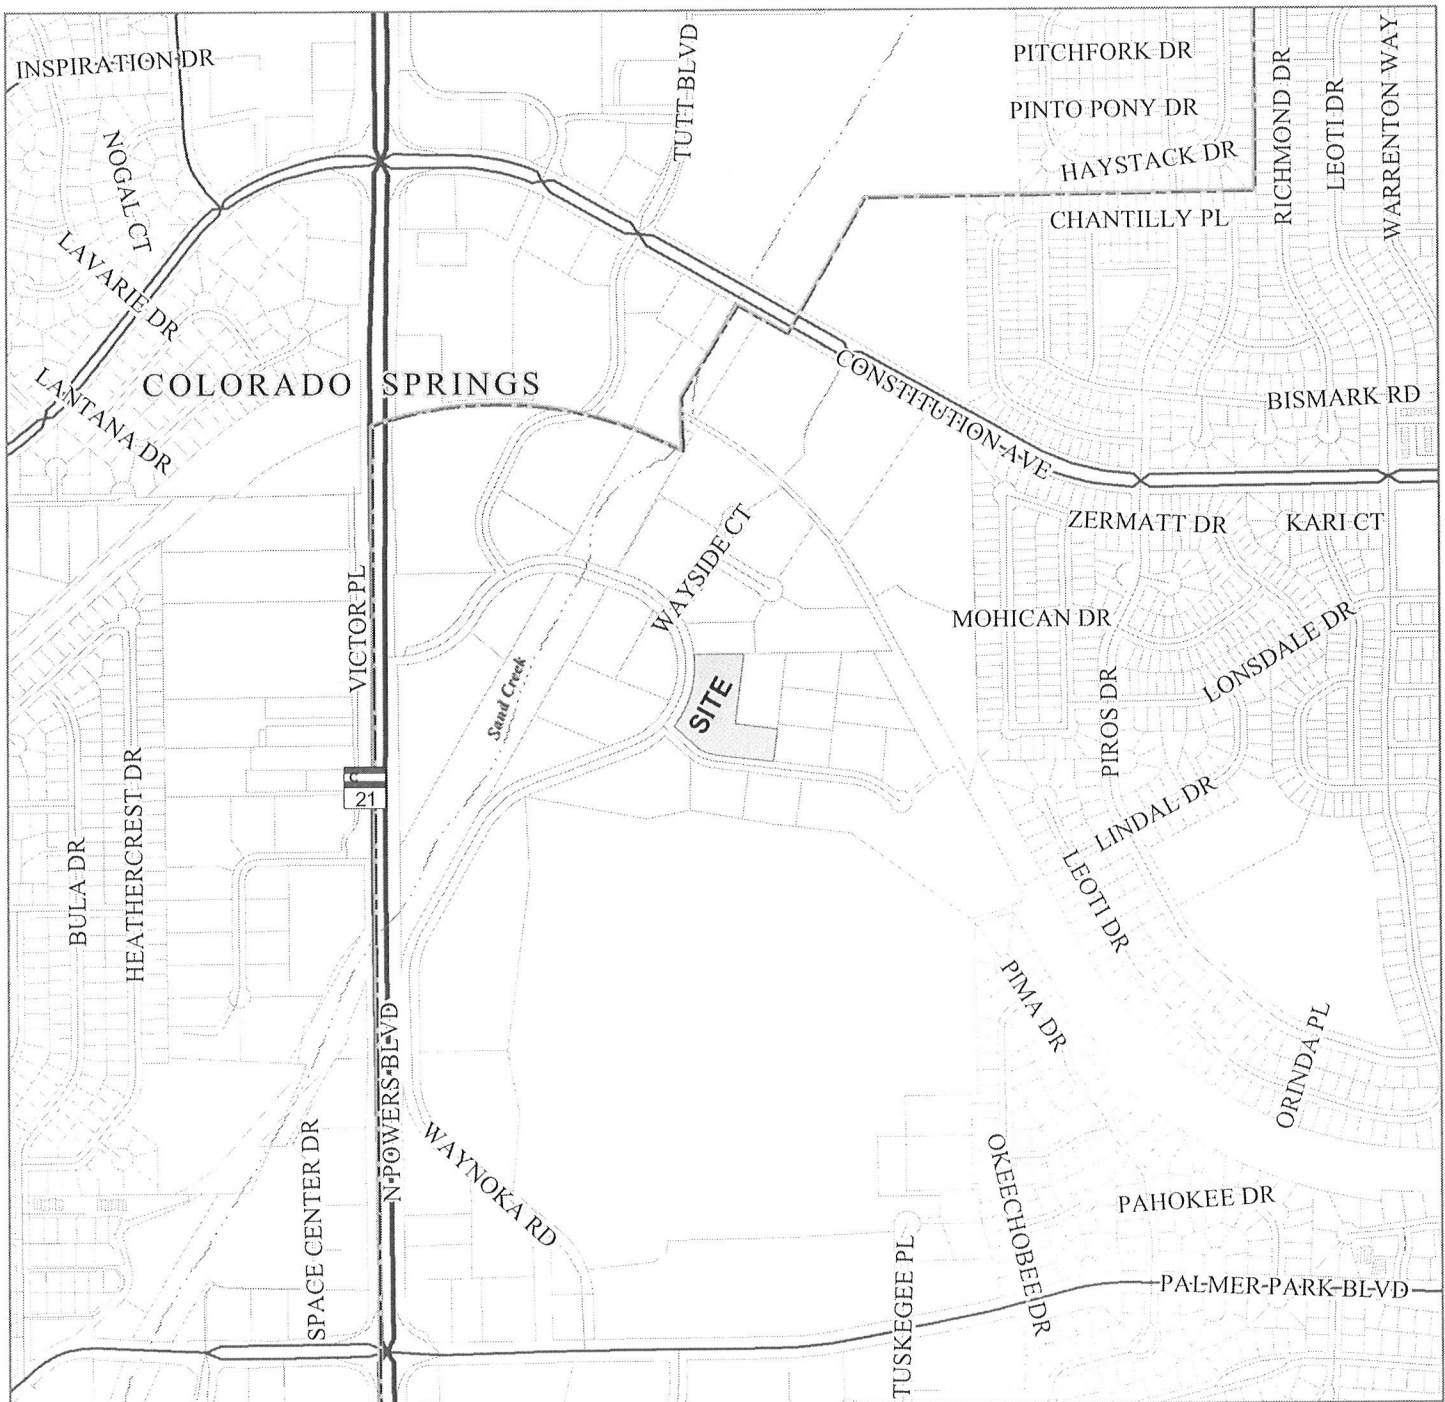 INSPIRATION DR
TUTT BLVD
PITCHFORK DR
RICHMOND DR
LEOTI DR
WARRENTON WAY
PINTO PONY DR
NOGAL CT
HAYSTACK DR
CHANTILLY PL
LAVARIE DR
COLORADO SPRINGS
LANTANA DR
CONSTITUTION AVE
BISMARK RD
ZERMATT DR
KARI CT
WAYSIDE CT
VICTOR PL
MOHICAN DR
LONSDALE DR
Sand Creek
SITE
PIROS DR
C
21
HEATHERCREST DR
BULA DR
LINDAL DR
LEOTI DR
PIMA DR
ORINDA PL
N POWERS BLVD
WAYNOKA RD
SPACE CENTER DR
OKEECHOBEE DR
PAHOKEE DR
TUSKEGEE PL
PALMER PARK BLVD